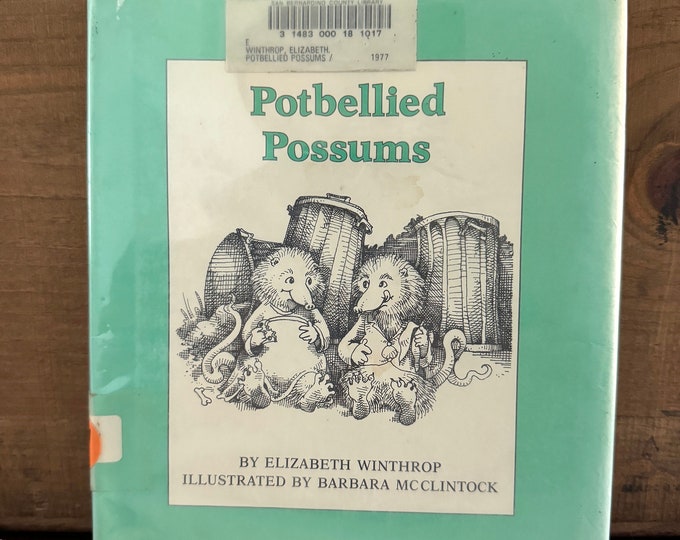 SAN BERNARDINO COUNTY LIBRARY
3 1483 000 18 1017
E
WINTHROP, ELIZABETH.
POTBELLIED POSSUMS / 1977
Potbellied
Possums
BY ELIZABETH WINTHROP
ILLUSTRATED BY BARBARA MCCLINTOCK